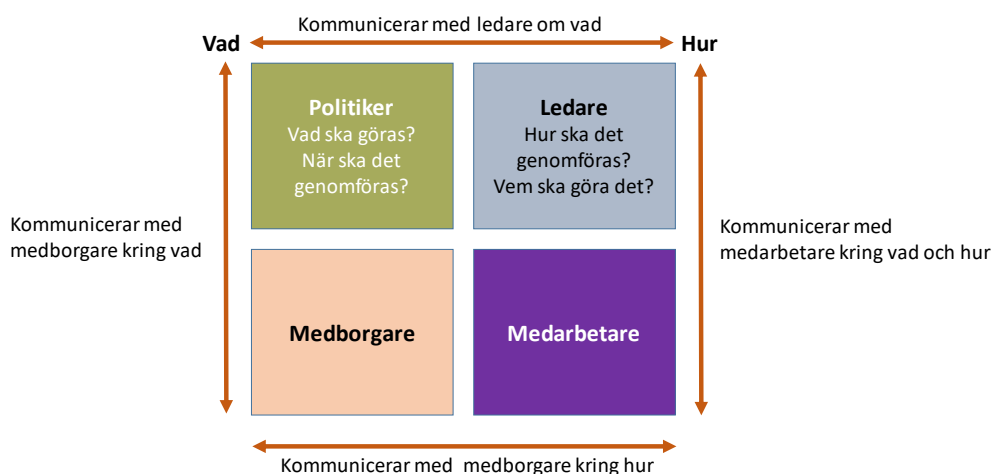 Kommunicerar med ledare om vad
Vad
Hur
Politiker
Vad ska göras?
När ska det
genomföras?
Ledare
Hur ska det
genomföras?
Vem ska göra det?
Kommunicerar med
medborgare kring vad
Kommunicerar med
medarbetare kring vad och hur
Medborgare
Medarbetare
Kommunicerar med  medborgare kring hur